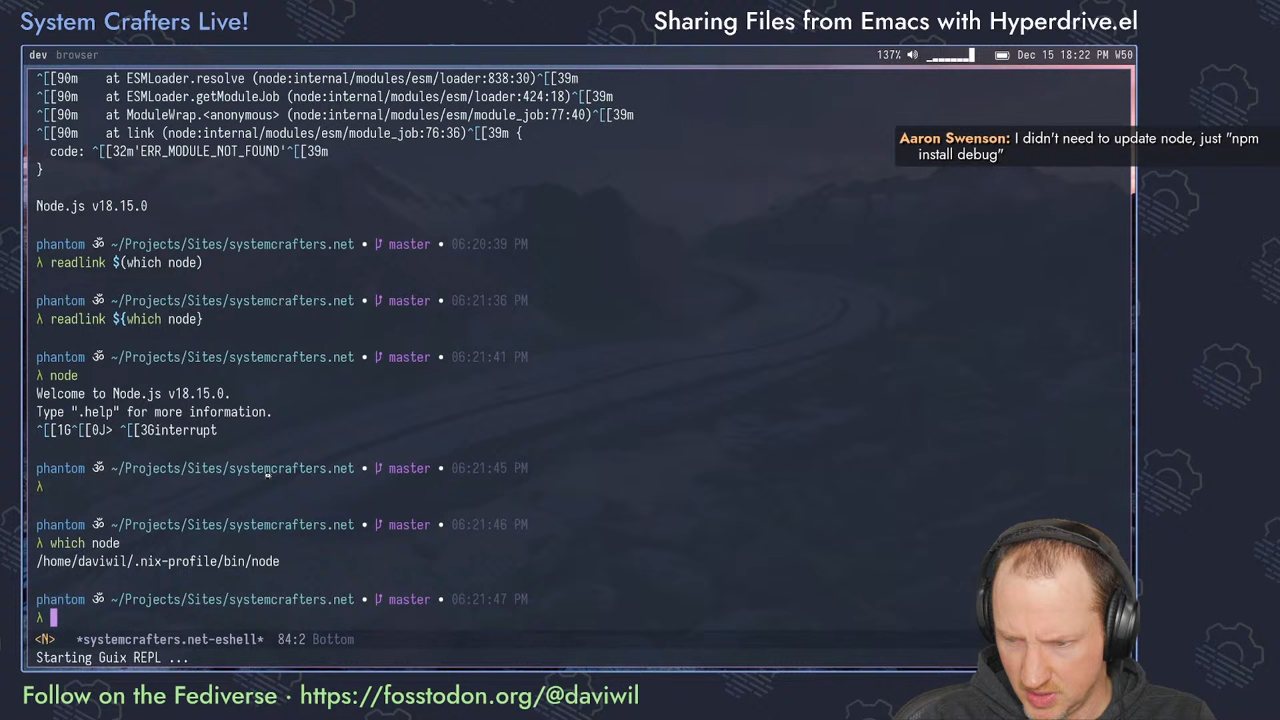 System Crafters Live!
Sharing Files from Emacs with Hyperdrive.el
dev browser
137% Dec 15 18:22 PM W50
^[[90m    at ESMLoader.resolve (node:internal/modules/esm/loader:838:30)^[[39m
^[[90m    at ESMLoader.getModuleJob (node:internal/modules/esm/loader:424:18)^[[39m
^[[90m    at ModuleWrap.<anonymous> (node:internal/modules/esm/module_job:77:40)^[[39m
^[[90m    at link (node:internal/modules/esm/module_job:76:36)^[[39m {
code: ^[[32m'ERR_MODULE_NOT_FOUND'^[[39m
}
Aaron Swenson: I didn't need to update node, just "npm
install debug"
Node.js v18.15.0
phantom ॐ ~/Projects/Sites/systemcrafters.net • master • 06:20:39 PM
λ readlink $(which node)
phantom ॐ ~/Projects/Sites/systemcrafters.net • master • 06:21:36 PM
λ readlink ${which node}
phantom ॐ ~/Projects/Sites/systemcrafters.net • master • 06:21:41 PM
λ node
Welcome to Node.js v18.15.0.
Type ".help" for more information.
^[[1G^[[0J> ^[[3Ginterrupt
phantom ॐ ~/Projects/Sites/systemcrafters.net • master • 06:21:45 PM
λ
phantom ॐ ~/Projects/Sites/systemcrafters.net • master • 06:21:46 PM
λ which node
/home/daviwil/.nix-profile/bin/node
phantom ॐ ~/Projects/Sites/systemcrafters.net • master • 06:21:47 PM
λ
<N> *systemcrafters.net-eshell* 84:2 Bottom
Starting Guix REPL ...
Follow on the Fediverse · https://fosstodon.org/@daviwil